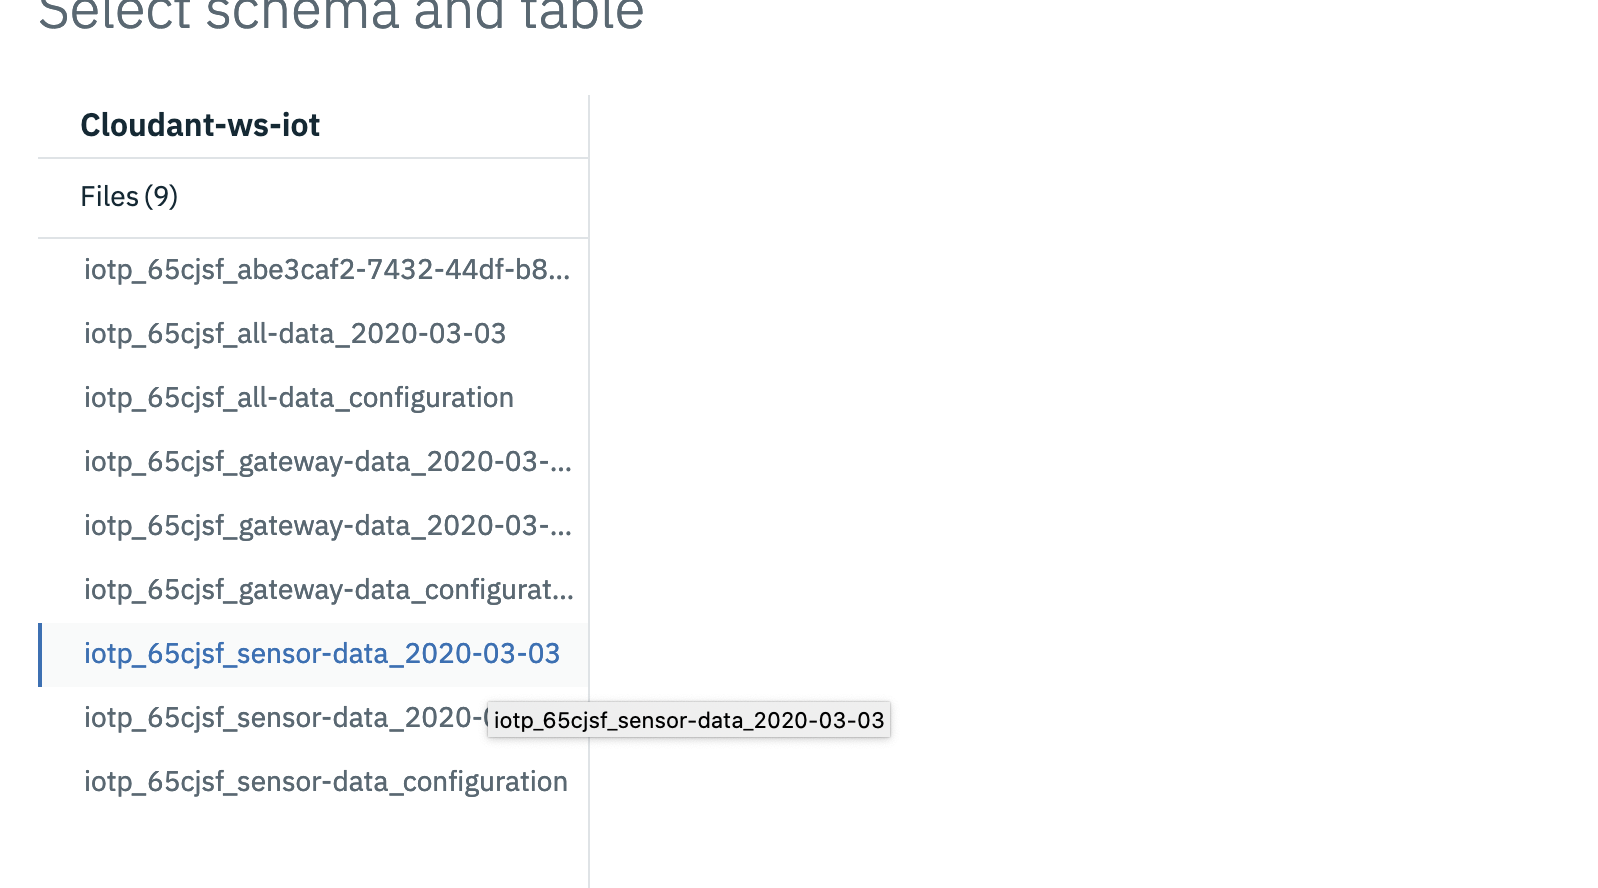 Select schema and table
Cloudant-ws-iot
Files (9)
iotp_65cjsf_abe3caf2-7432-44df-b8...
iotp_65cjsf_all-data_2020-03-03
iotp_65cjsf_all-data_configuration
iotp_65cjsf_gateway-data_2020-03-...
iotp_65cjsf_gateway-data_2020-03-...
iotp_65cjsf_gateway-data_configurat...
iotp_65cjsf_sensor-data_2020-03-03
iotp_65cjsf_sensor-data_2020-
iotp_65cjsf_sensor-data_2020-03-03
iotp_65cjsf_sensor-data_configuration